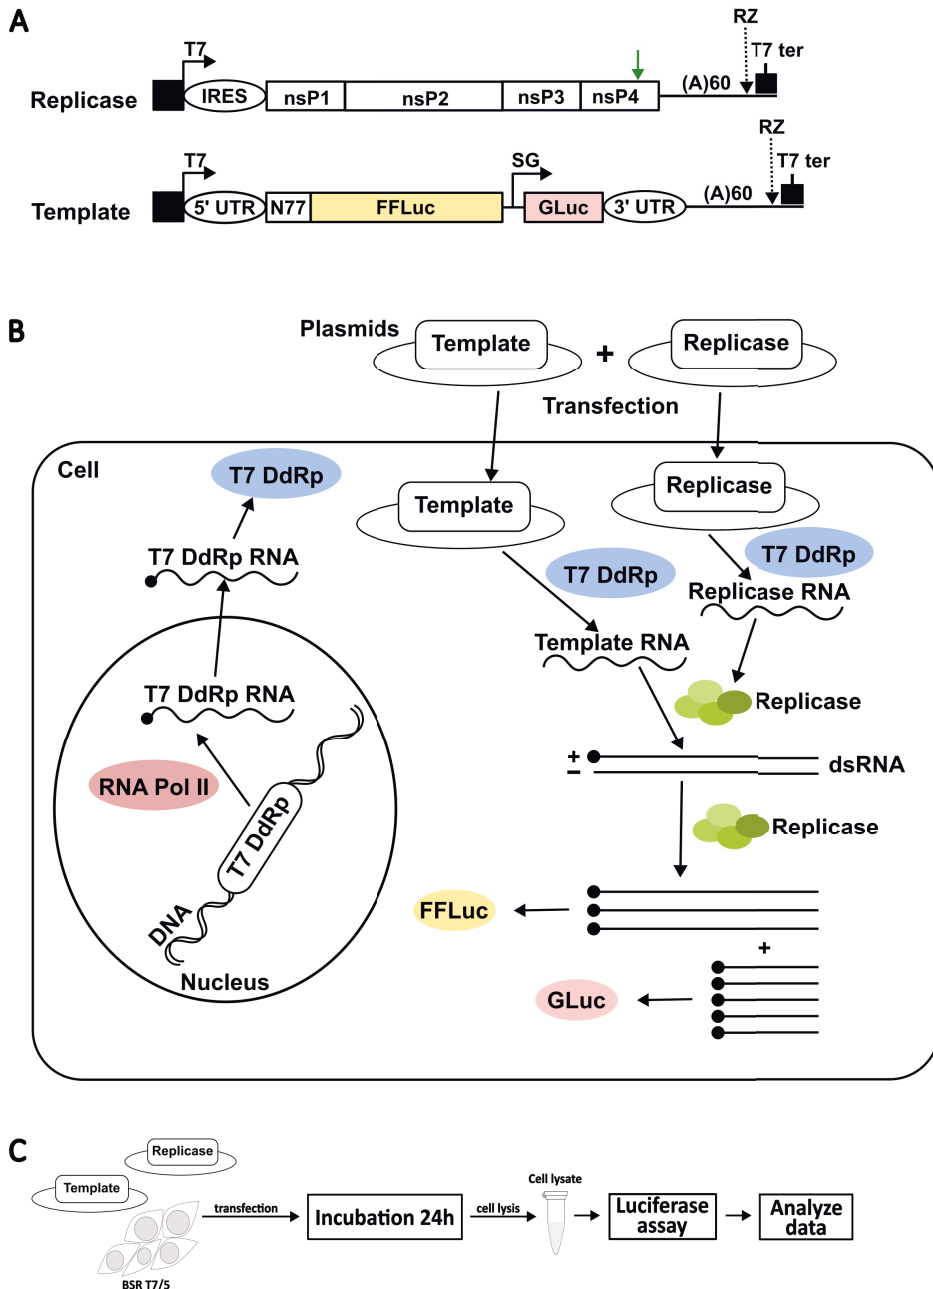 A
T7
RZ
T7 ter
Replicase
IRES
nsP1
nsP2
nsP3
nsP4
(A)60
T7
SG
RZ
T7 ter
Template
5' UTR
N77
FFLuc
GLuc
3' UTR
(A)60
B
Plasmids
Template
+
Replicase
Transfection
Cell
T7 DdRp
Template
Replicase
T7 DdRp RNA
T7 DdRp
T7 DdRp
Replicase RNA
Template RNA
T7 DdRp RNA
Replicase
+
−
dsRNA
RNA Pol II
Replicase
T7 DdRp
DNA
Nucleus
FFLuc
+
GLuc
C
Replicase
Template
BSR T7/5
transfection
Incubation 24h
cell lysis
Cell lysate
Luciferase
assay
Analyze
data